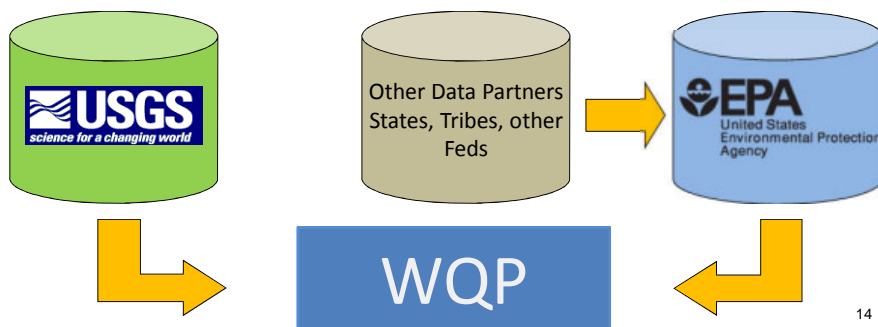 USGS
science for a changing world
Other Data Partners
States, Tribes, other
Feds
EPA
United States
Environmental Protection
Agency
WQP
14